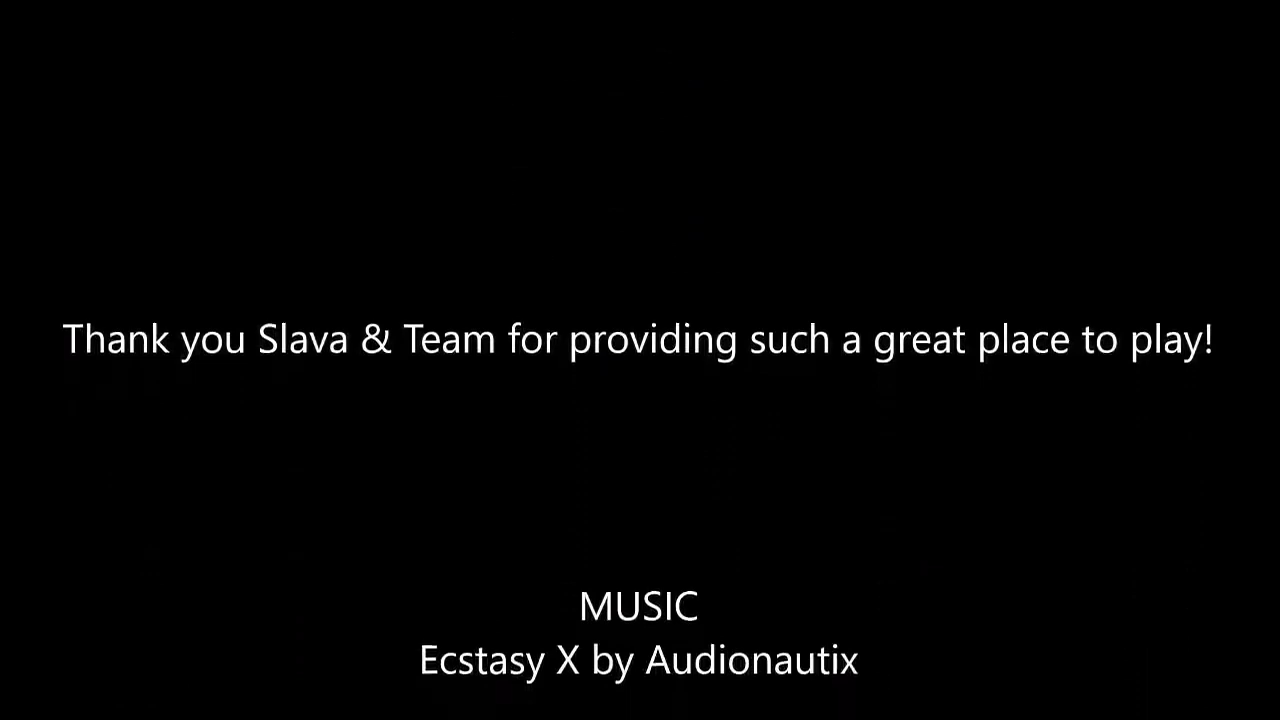 Thank you Slava & Team for providing such a great place to play!
MUSIC
Ecstasy X by Audionautix